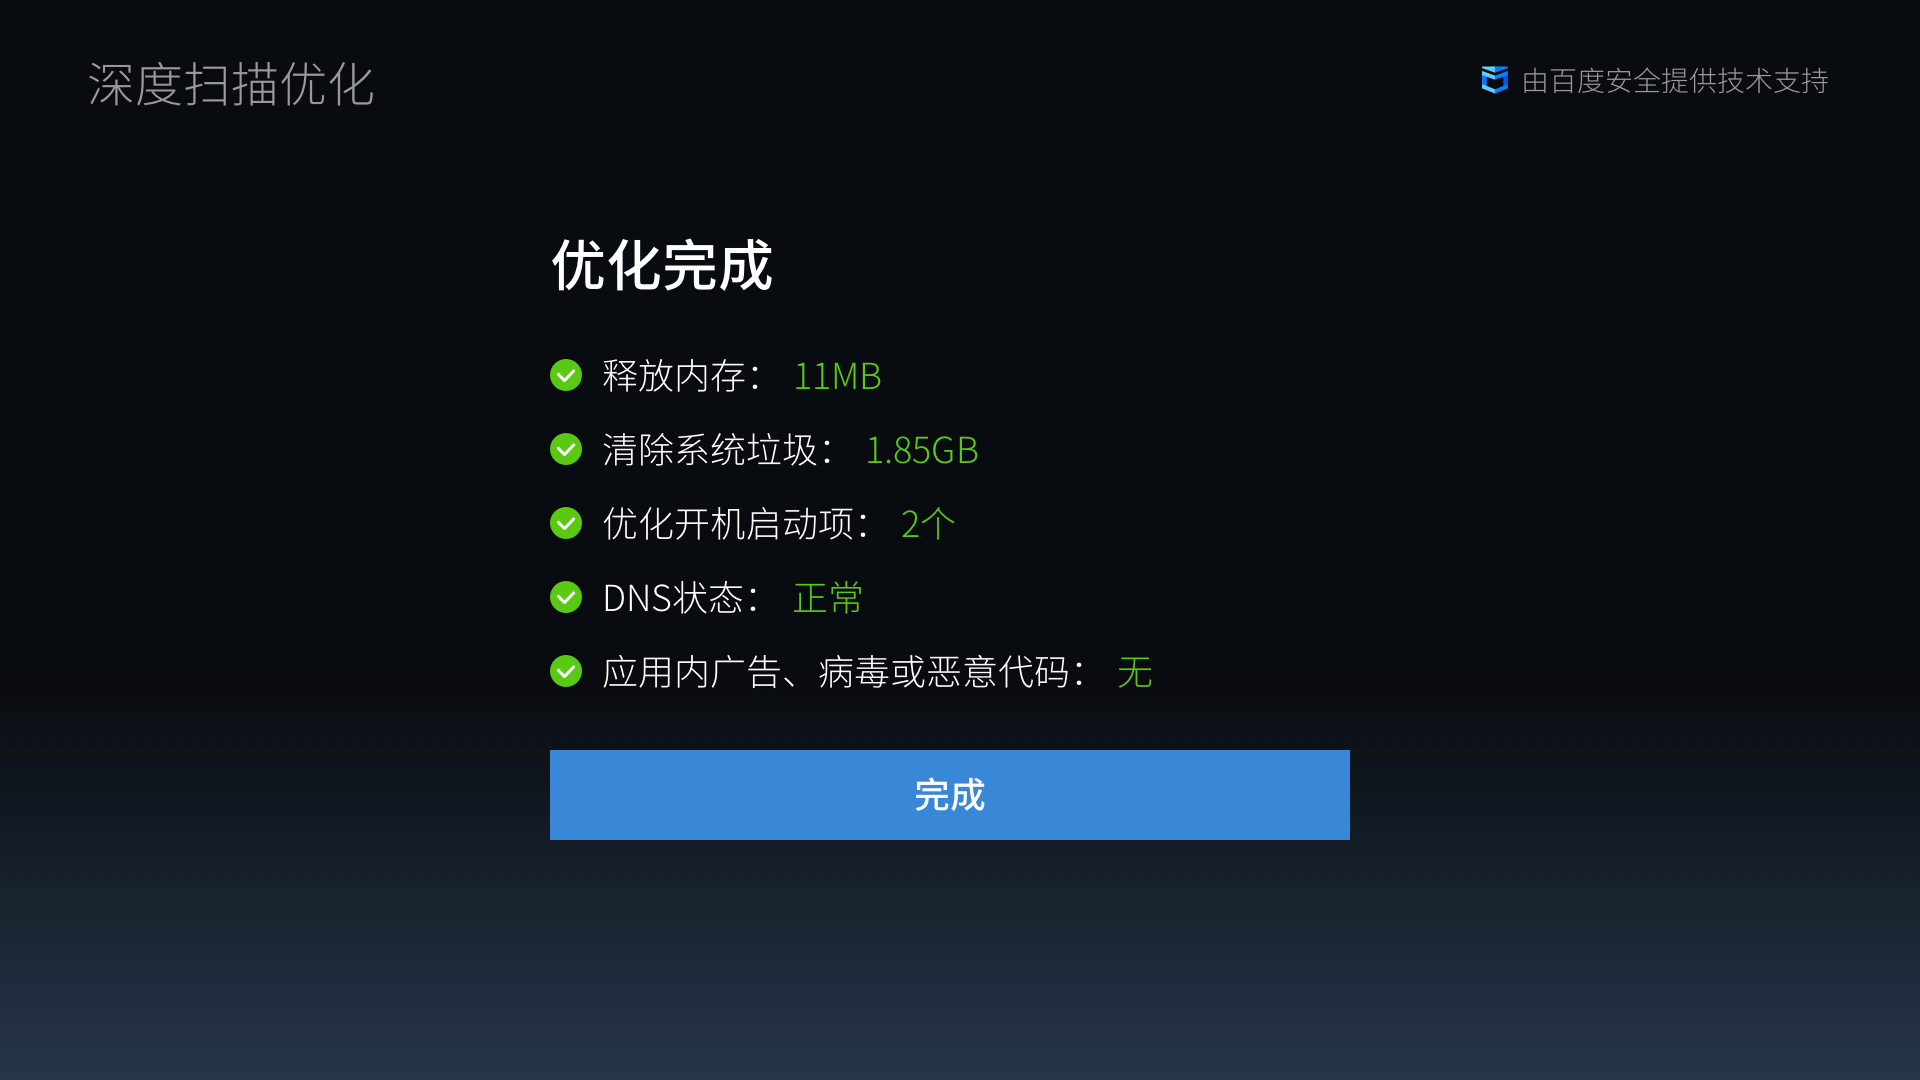 深度扫描优化
由百度安全提供技术支持
优化完成
释放内存： 11MB
清除系统垃圾： 1.85GB
优化开机启动项： 2个
DNS状态： 正常
应用内广告、病毒或恶意代码： 无
完成